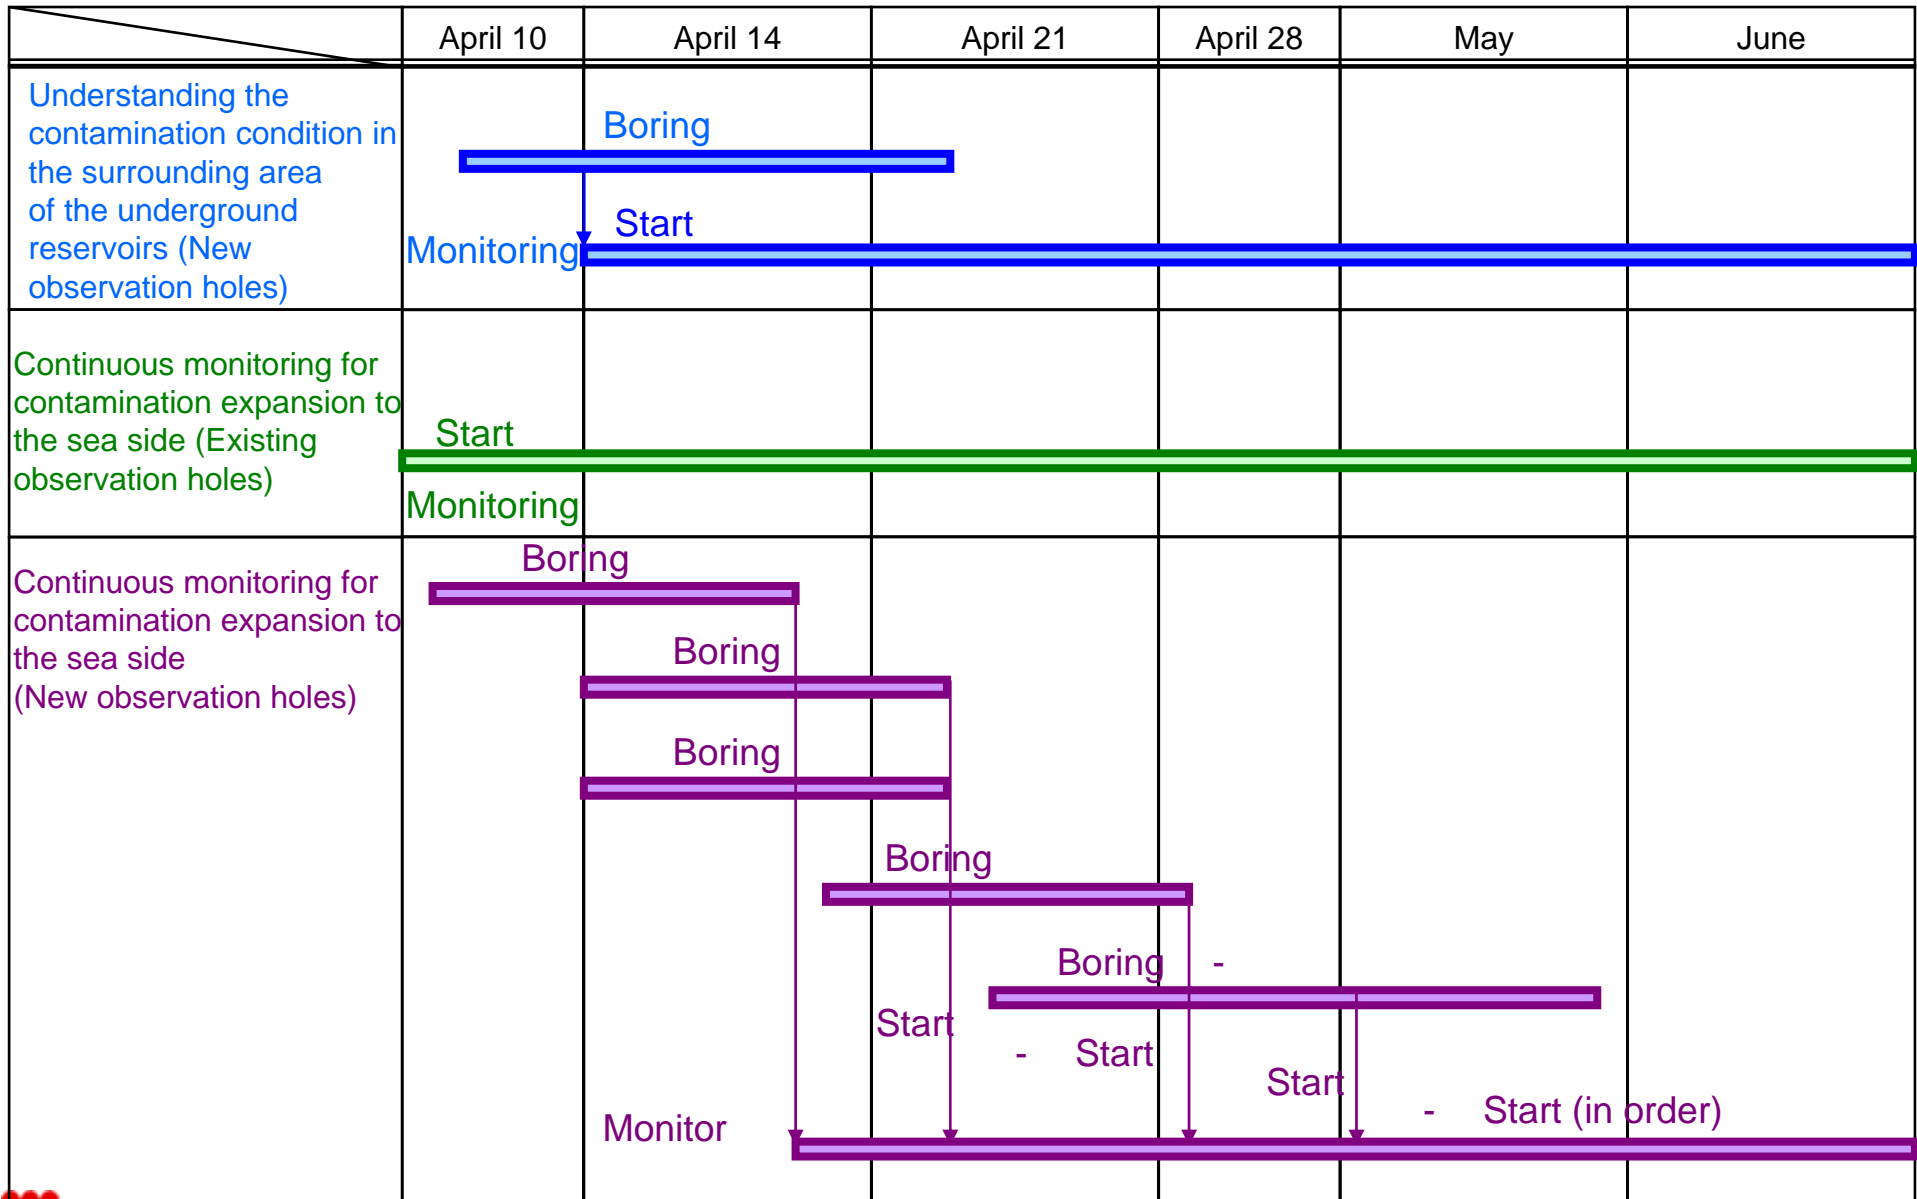 April 10
April 14
April 21
April 28
May
June
Understanding the
contamination condition in
the surrounding area
of the underground
reservoirs (New
observation holes)
Boring
Start
Monitoring
Continuous monitoring for
contamination expansion to
the sea side (Existing
observation holes)
Start
Monitoring
Continuous monitoring for
contamination expansion to
the sea side
(New observation holes)
Boring
Boring
Boring
Boring
Boring -
Start
- Start
Start
- Start (in order)
Monitor